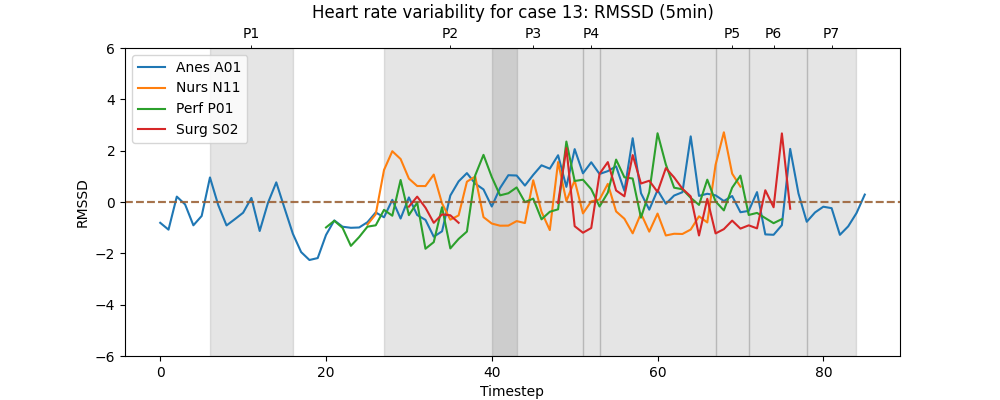 Heart rate variability for case 13: RMSSD (5min)
P1 P2 P3 P4 P5 P6 P7
6
4
2
0
−2
−4
−6
RMSSD
Anes A01
Nurs N11
Perf P01
Surg S02
0 20 40 60 80
Timestep